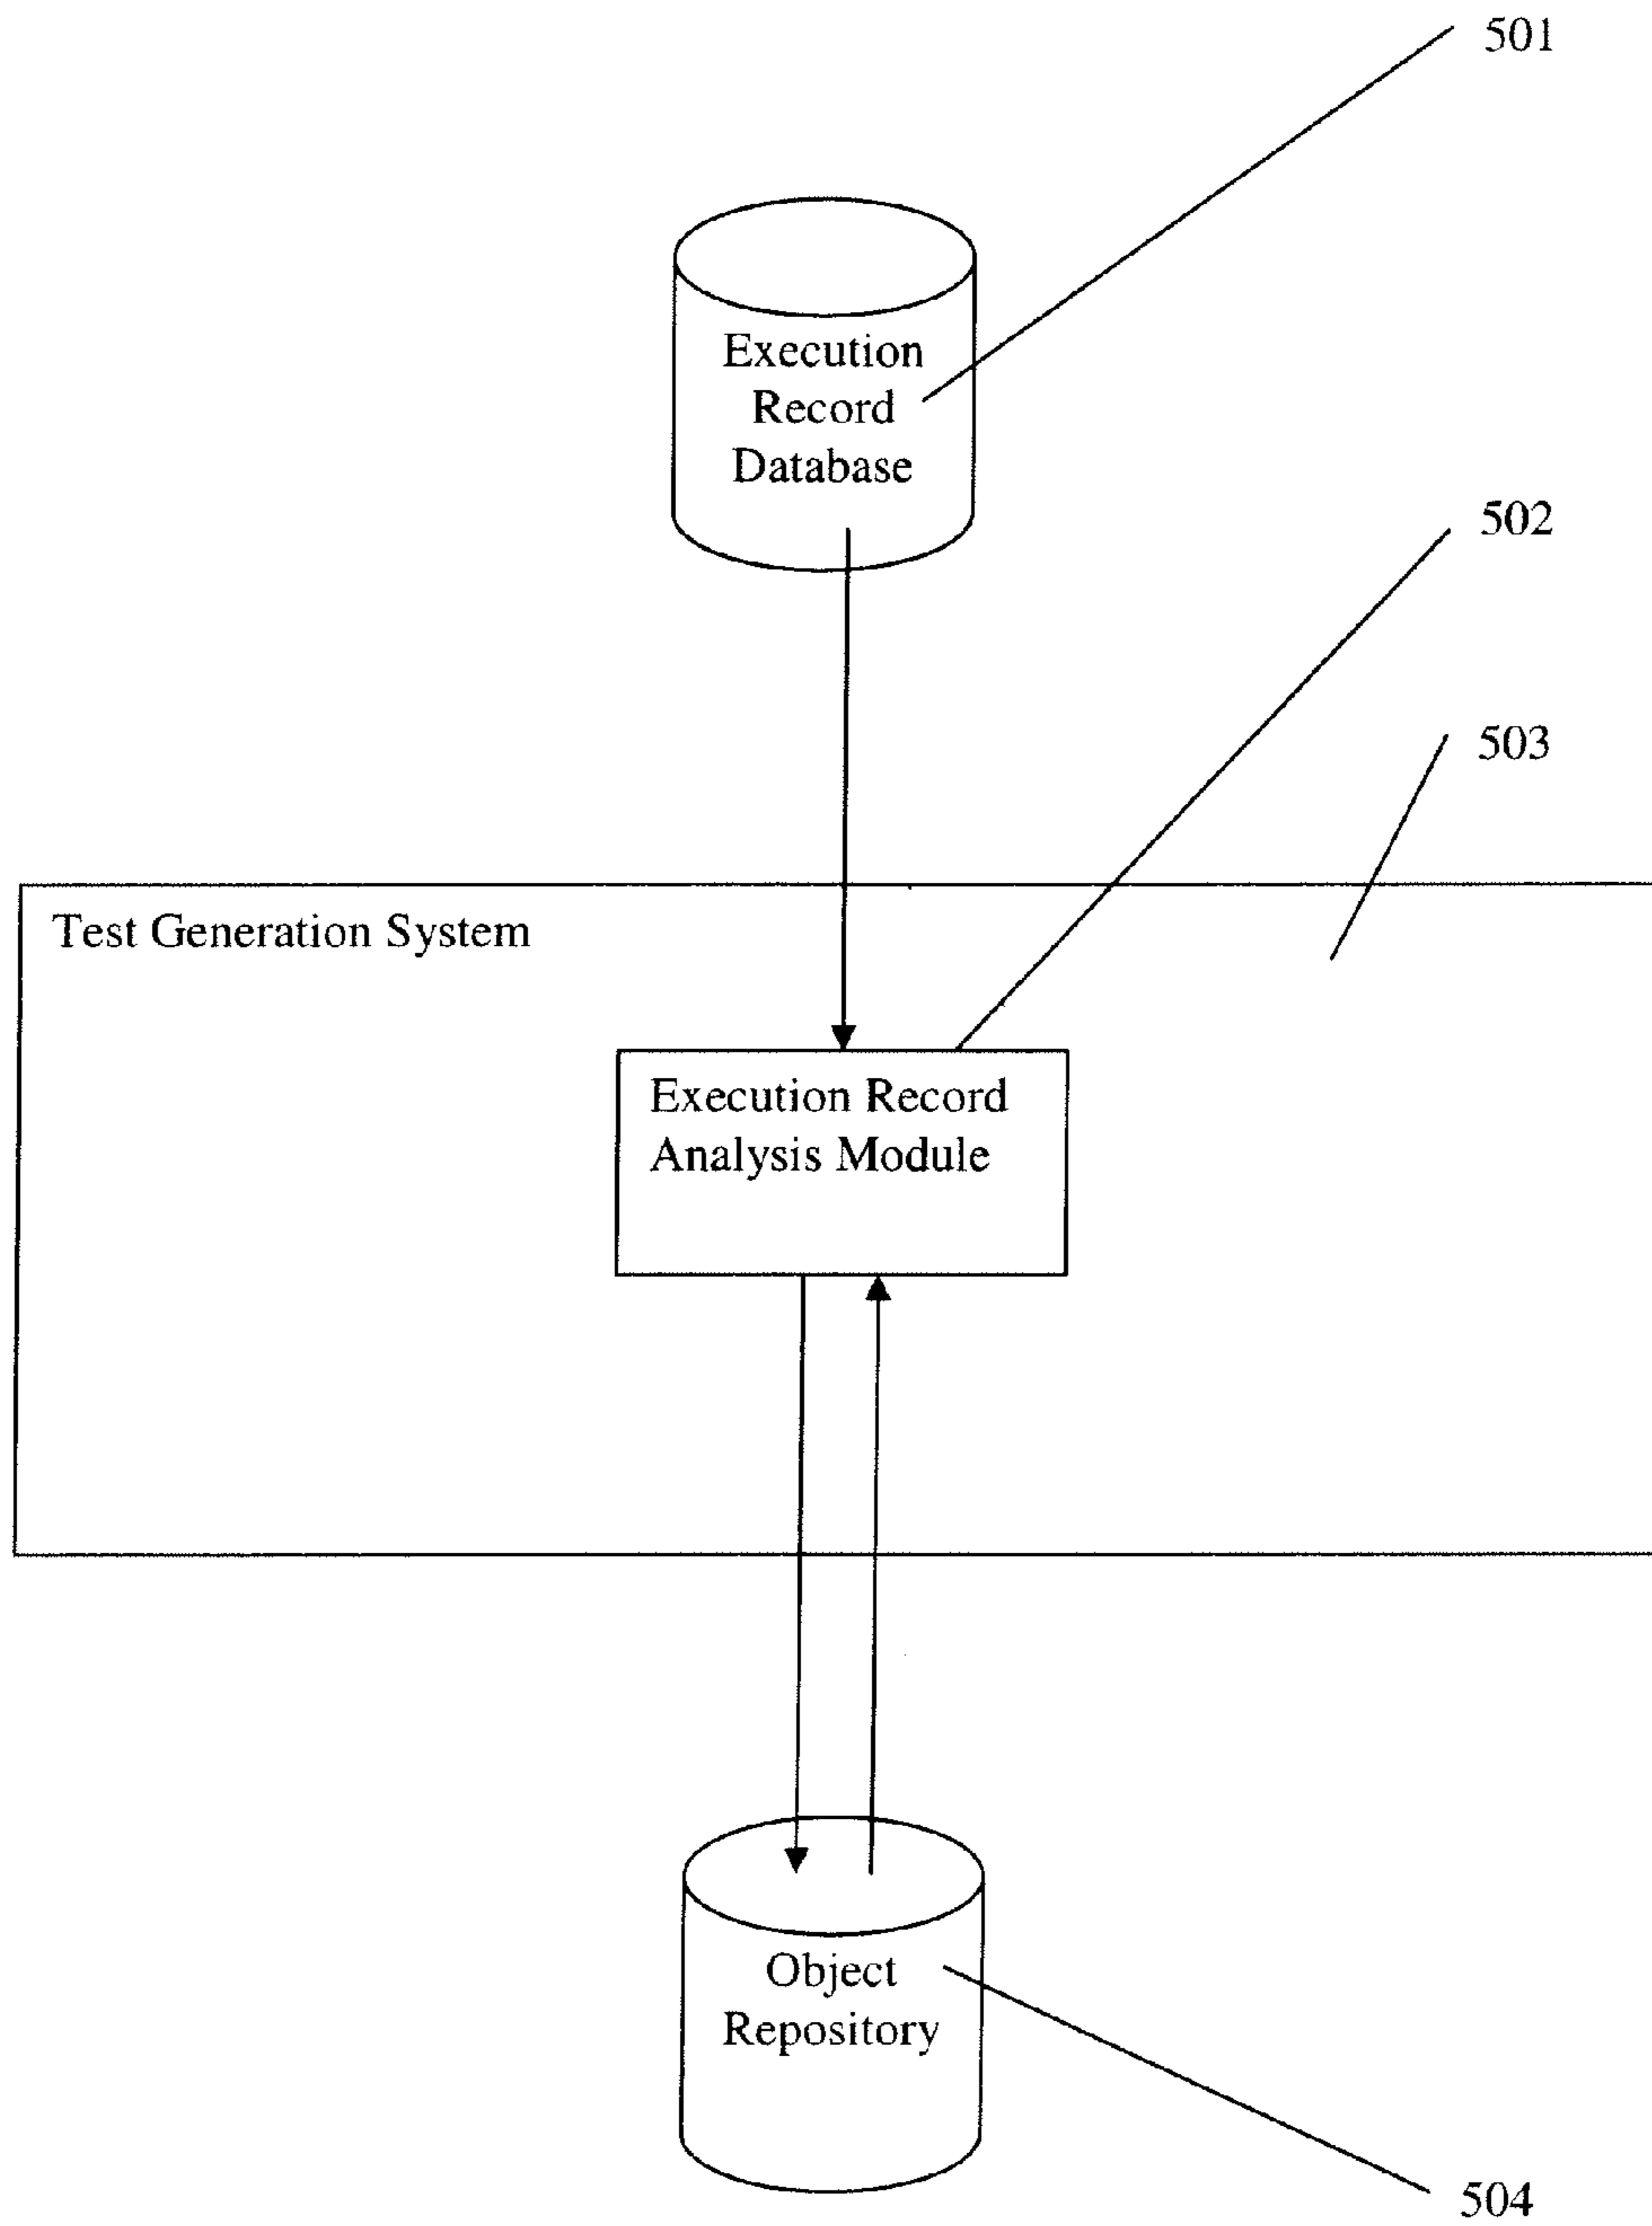 501
Execution
Record
Database
502
503
Test Generation System
Execution Record
Analysis Module
Object
Repository
504